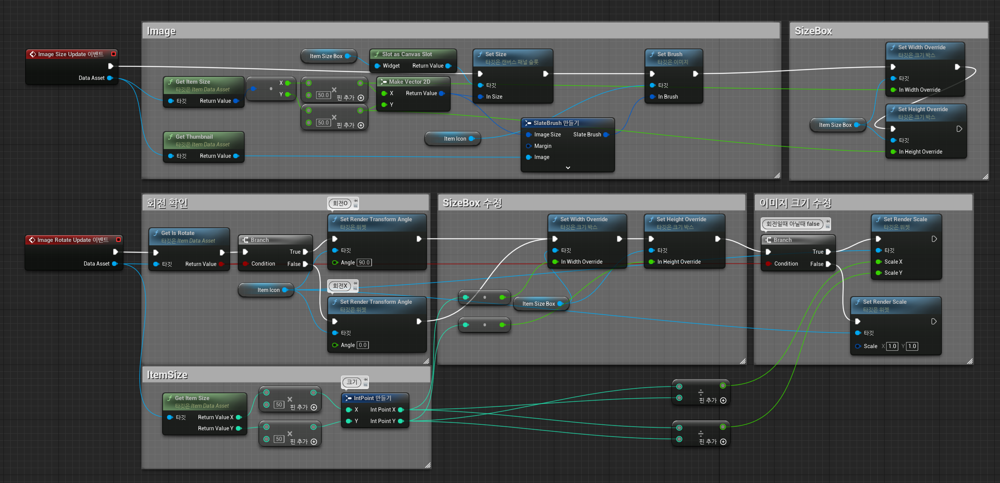 Image
Image Size Update 이벤트
Data Asset
Get Item Size
타깃은 Item Data Asset
타깃 Return Value
X
Y
50.0
핀 추가
50.0
핀 추가
Get Thumbnail
타깃은 Item Data Asset
타깃 Return Value
Item Size Box
Slot as Canvas Slot
Widget Return Value
Make Vector 2D
X Return Value
Y
Set Size
타깃은 캔버스 패널 슬롯
타깃
In Size
Item Icon
SlateBrush 만들기
Image Size Slate Brush
Margin
Image
Set Brush
타깃은 이미지
타깃
In Brush
SizeBox
Set Width Override
타깃은 크기 박스
타깃
In Width Override
Item Size Box
Set Height Override
타깃은 크기 박스
타깃
In Height Override
회전 확인
Image Rotate Update 이벤트
Data Asset
Get Is Rotate
타깃은 Item Data Asset
타깃 Return Value
Branch
True
Condition False
Item Icon
회전O
Set Render Transform Angle
타깃은 위젯
타깃
Angle 90.0
회전X
Set Render Transform Angle
타깃은 위젯
타깃
Angle 0.0
SizeBox 수정
Set Width Override
타깃은 크기 박스
타깃
In Width Override
Item Size Box
Set Height Override
타깃은 크기 박스
타깃
In Height Override
이미지 크기 수정
회전일때 아닐때 false
Branch
True
Condition False
Set Render Scale
타깃은 위젯
타깃
Scale X
Scale Y
Set Render Scale
타깃은 위젯
타깃
Scale X 1.0 Y 1.0
ItemSize
Get Item Size
타깃은 Item Data Asset
타깃 Return Value X
Return Value Y
50
핀 추가
50
핀 추가
크기
IntPoint 만들기
X Int Point X
Y Int Point Y
핀 추가
핀 추가